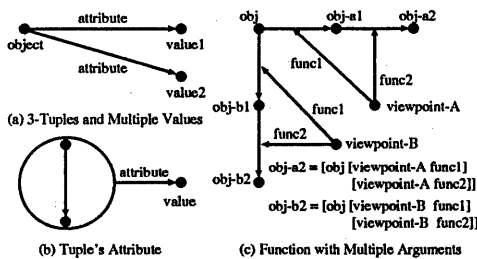 attribute
object
value1
attribute
value2
(a) 3-Tuples and Multiple Values
attribute
value
(b) Tuple's Attribute
obj
obj-a1
obj-a2
func1
func2
viewpoint-A
obj-b1
func1
func2
viewpoint-B
obj-b2
obj-a2 = [obj [viewpoint-A func1]
[viewpoint-A func2]]
obj-b2 = [obj [viewpoint-B func1]
[viewpoint-B func2]]
(c) Function with Multiple Arguments